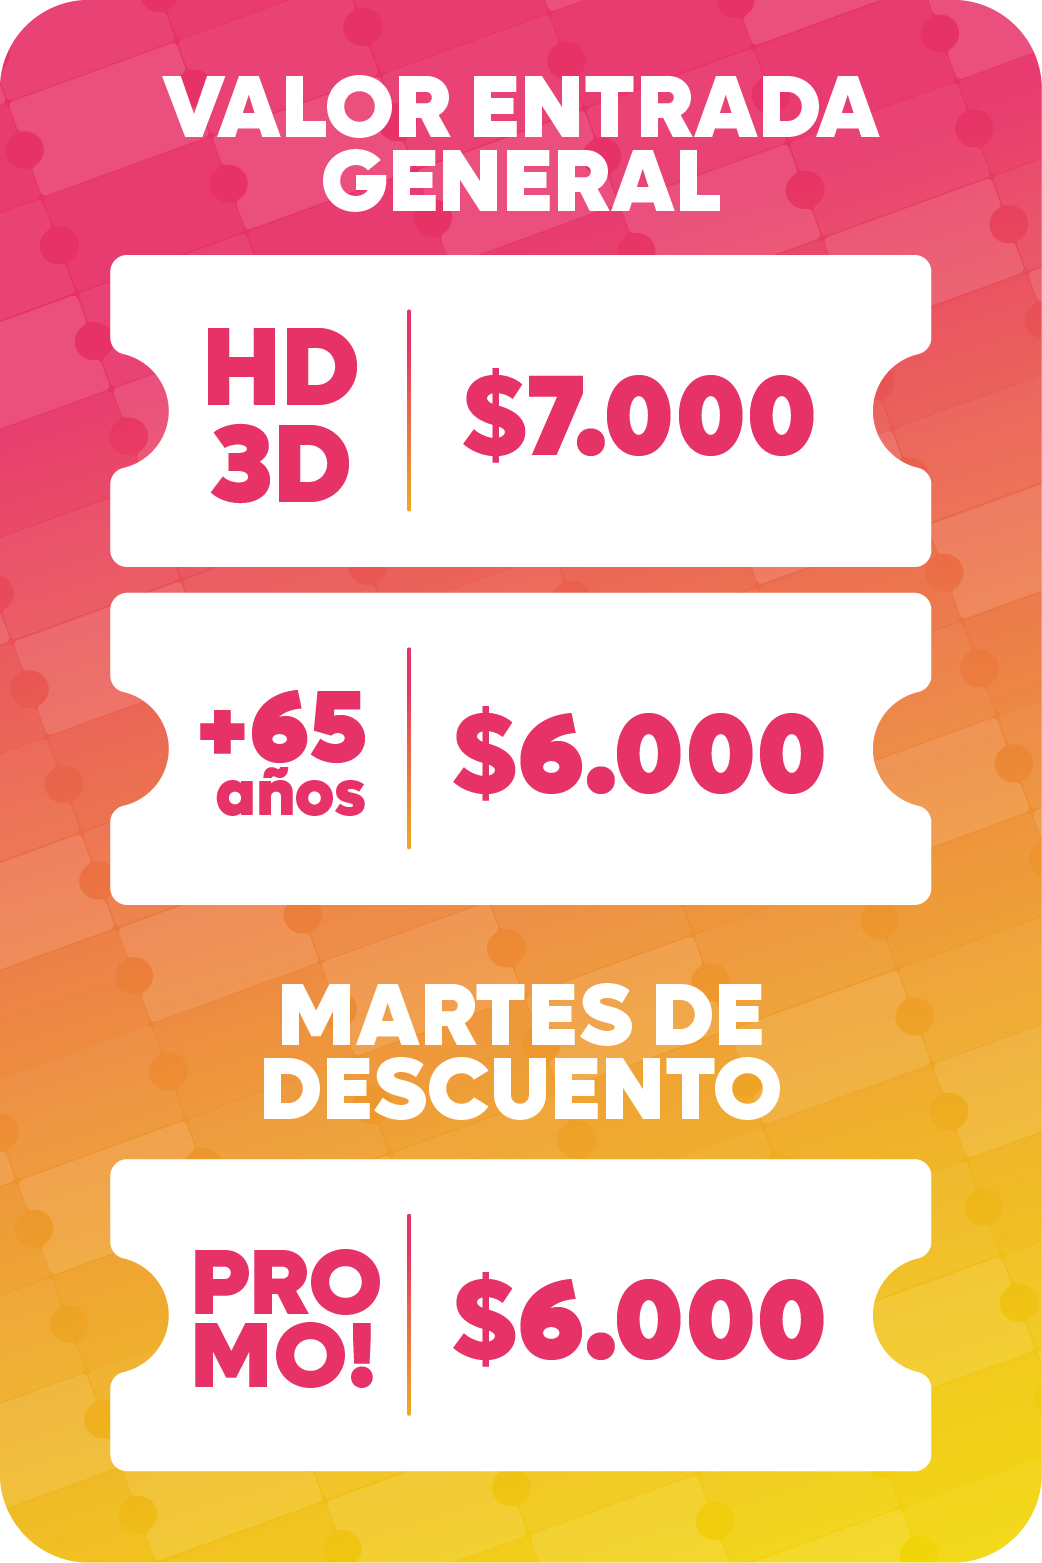 VALOR ENTRADA
GENERAL
HD
3D
$7.000
+65
años
$6.000
MARTES DE
DESCUENTO
PRO
MO!
$6.000